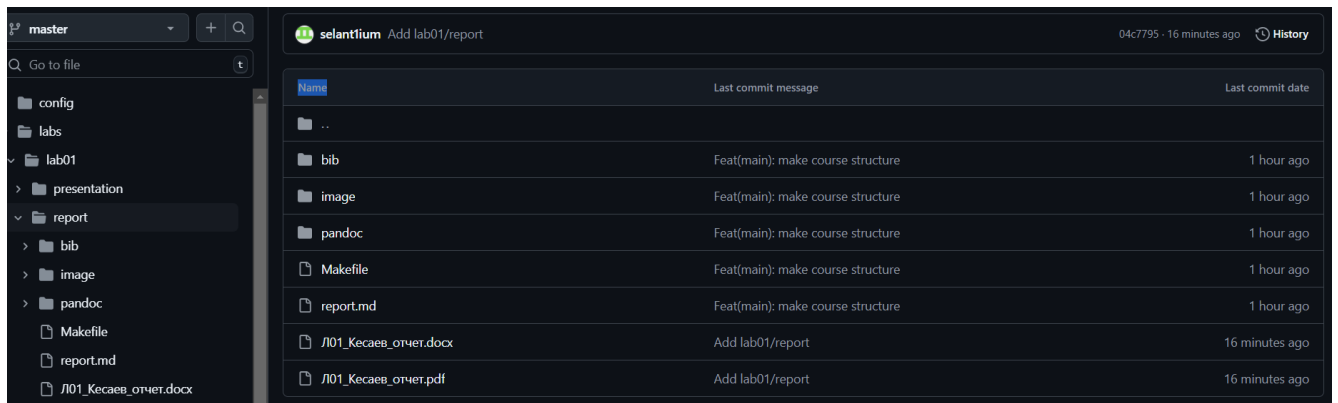 master
Go to file
t
config
labs
lab01
presentation
report
bib
image
pandoc
Makefile
report.md
Л01_Кесаев_отчет.docx
selant1ium Add lab01/report 04c7795 · 16 minutes ago History
Name Last commit message Last commit date
..
bib Feat(main): make course structure 1 hour ago
image Feat(main): make course structure 1 hour ago
pandoc Feat(main): make course structure 1 hour ago
Makefile Feat(main): make course structure 1 hour ago
report.md Feat(main): make course structure 1 hour ago
Л01_Кесаев_отчет.docx Add lab01/report 16 minutes ago
Л01_Кесаев_отчет.pdf Add lab01/report 16 minutes ago